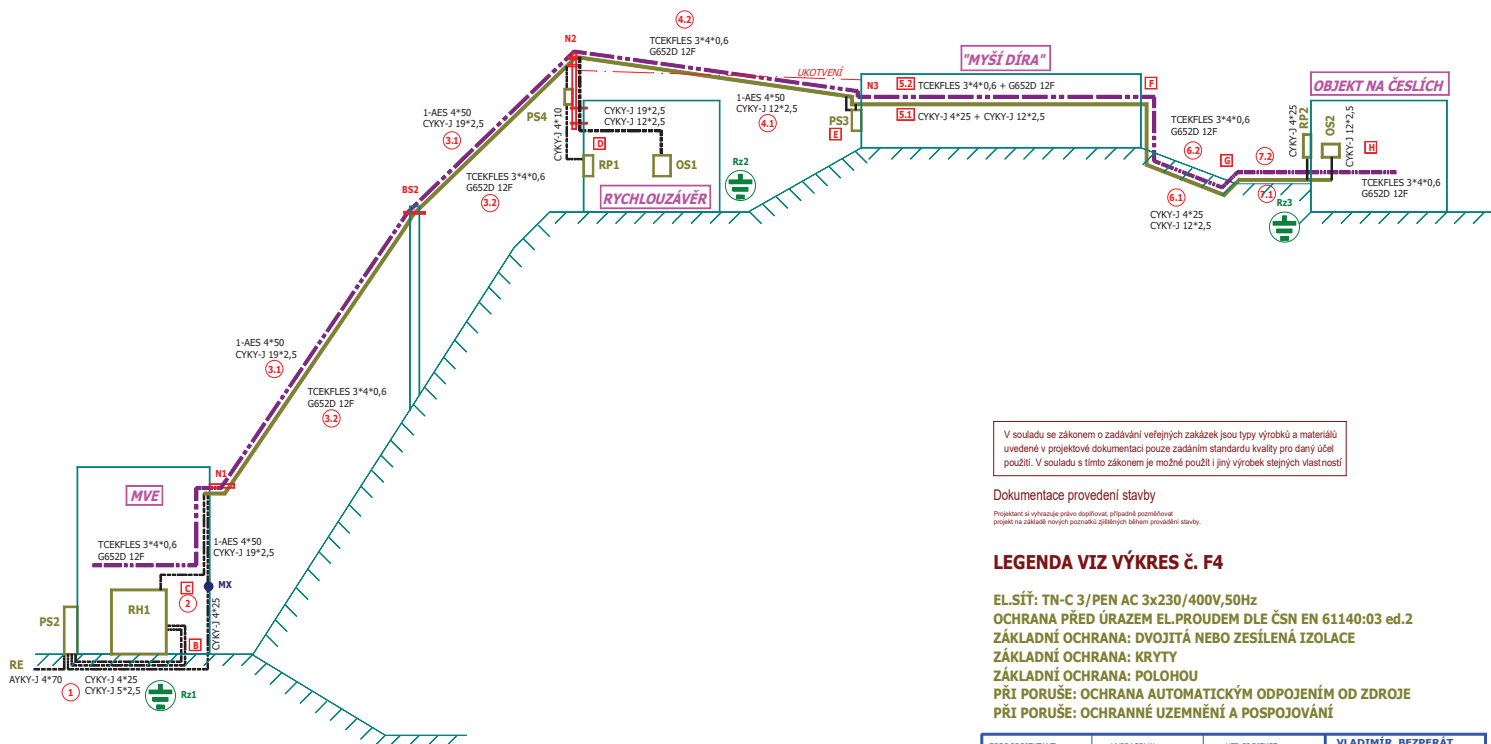 4.2
N2
TCEKFLES 3*4*0,6
G652D 12F
UKOTVENÍ
"MYŠÍ DÍRA"
N3
5.2
TCEKFLES 3*4*0,6 + G652D 12F
F
OBJEKT NA ČESLÍCH
1-AES 4*50
CYKY-J 19*2,5
3.1
PS4
CYKY-J 4*10
CYKY-J 19*2,5
CYKY-J 12*2,5
1-AES 4*50
CYKY-J 12*2,5
4.1
PS3
E
5.1
CYKY-J 4*25 + CYKY-J 12*2,5
TCEKFLES 3*4*0,6
G652D 12F
6.2
CYKY-J 4*25
RP2
OS2
CYKY-J 12*2,5
H
D
RP1
OS1
Rz2
RYCHLOUZÁVĚR
G
7.2
TCEKFLES 3*4*0,6
G652D 12F
BS2
TCEKFLES 3*4*0,6
G652D 12F
3.2
6.1
7.1
Rz3
CYKY-J 4*25
CYKY-J 12*2,5
1-AES 4*50
CYKY-J 19*2,5
3.1
TCEKFLES 3*4*0,6
G652D 12F
3.2
V souladu se zákonem o zadávání veřejných zakázek jsou typy výrobků a materiálů
uvedené v projektové dokumentaci pouze zadáním standardu kvality pro daný účel
použití. V souladu s tímto zákonem je možné použít i jiný výrobek stejných vlastností
N1
MVE
Dokumentace provedení stavby
Projektant si vyhrazuje právo doplňovat, případně pozměňovat
projekt na základě nových poznatků zjištěných během provádění stavby.
TCEKFLES 3*4*0,6
G652D 12F
1-AES 4*50
CYKY-J 19*2,5
LEGENDA VIZ VÝKRES č. F4
C
2
MX
CYKY-J 4*25
PS2
RH1
B
EL.SÍŤ: TN-C 3/PEN AC 3x230/400V,50Hz
OCHRANA PŘED ÚRAZEM EL.PROUDEM DLE ČSN EN 61140:03 ed.2
ZÁKLADNÍ OCHRANA: DVOJITÁ NEBO ZESÍLENÁ IZOLACE
ZÁKLADNÍ OCHRANA: KRYTY
ZÁKLADNÍ OCHRANA: POLOHOU
PŘI PORUŠE: OCHRANA AUTOMATICKÝM ODPOJENÍM OD ZDROJE
PŘI PORUŠE: OCHRANNÉ UZEMNĚNÍ A POSPOJOVÁNÍ
RE
AYKY-J 4*70
1
CYKY-J 4*25
CYKY-J 5*2,5
Rz1
VLADIMÍR BEZPERÁT